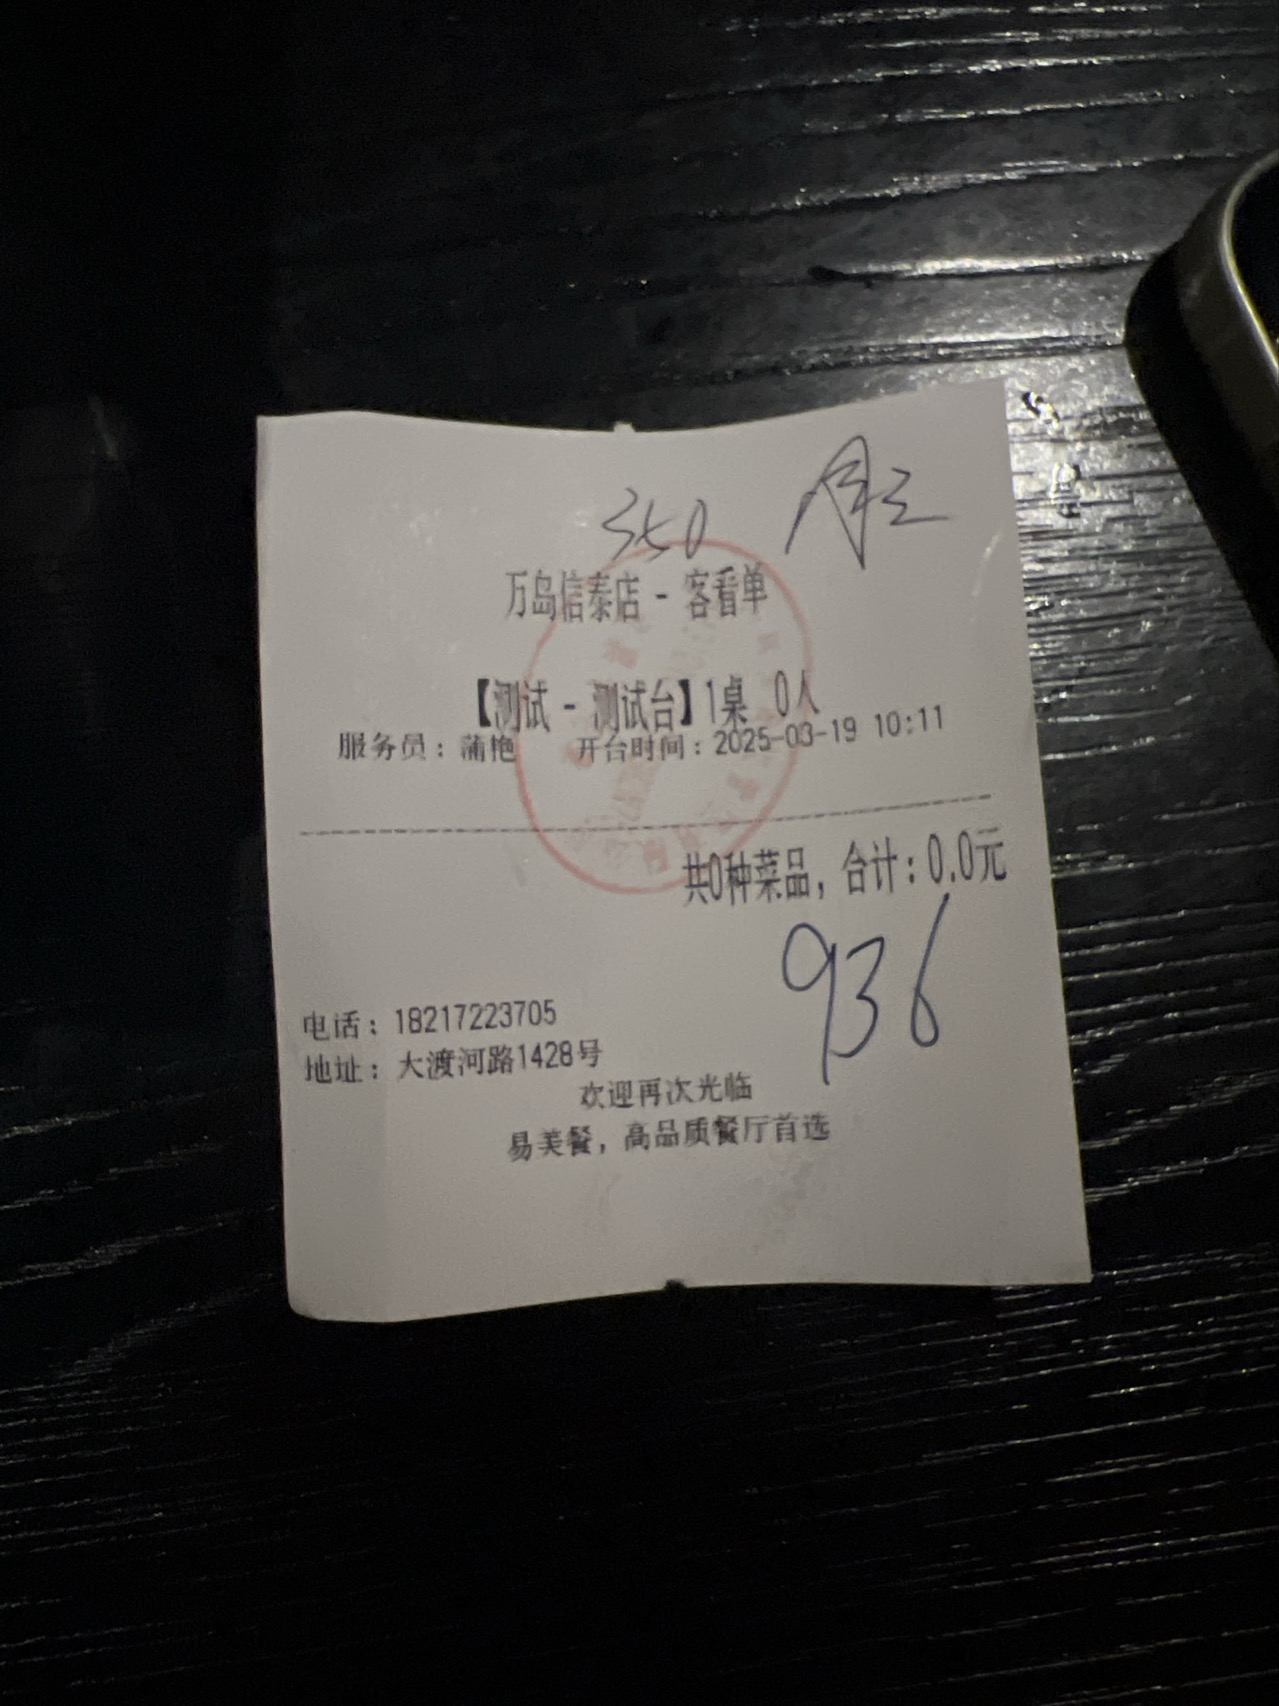 350
万岛信泰店 - 客看单
【测试 - 测试台】1桌 0人
服务员：蒲艳 开台时间：2025-03-19 10:11
共0种菜品，合计：0.0元
936
电话：18217223705
地址：大渡河路1428号
欢迎再次光临
易美餐，高品质餐厅首选